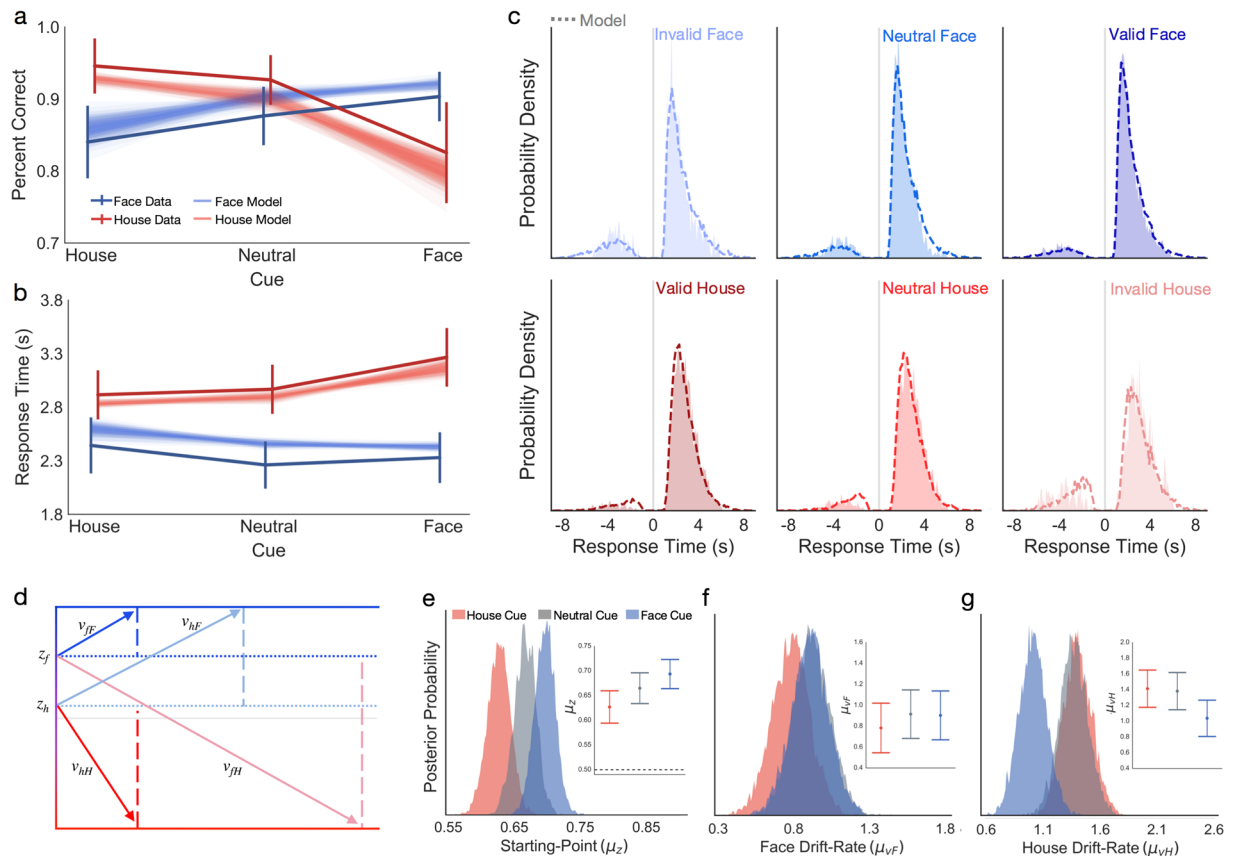 a
1.0
0.9
0.8
0.7
Percent Correct
Face Data
Face Model
House Data
House Model
House
Neutral
Face
Cue
b
3.8
3.3
2.8
2.3
1.8
Response Time (s)
House
Neutral
Face
Cue
c
Model
Probability Density
Invalid Face
Neutral Face
Valid Face
Probability Density
Valid House
Neutral House
Invalid House
-8 -4 0 4 8
-8 -4 0 4 8
-8 -4 0 4 8
Response Time (s)
Response Time (s)
Response Time (s)
d
v_fF
v_hF
z_f
z_h
v_hH
v_fH
e
House Cue
Neutral Cue
Face Cue
Posterior Probability
μ_z
0.75
0.70
0.65
0.60
0.55
0.50
0.55 0.65 0.75 0.85
Starting-Point (μ_z)
f
μ_vF
1.6
1.4
1.2
1.0
0.8
0.6
0.4
0.3 0.8 1.3 1.8
Face Drift-Rate (μ_vF)
g
μ_vH
2.0
1.8
1.6
1.4
1.2
1.0
0.8
0.6
0.4
0.6 1.1 1.6 2.1 2.6
House Drift-Rate (μ_vH)